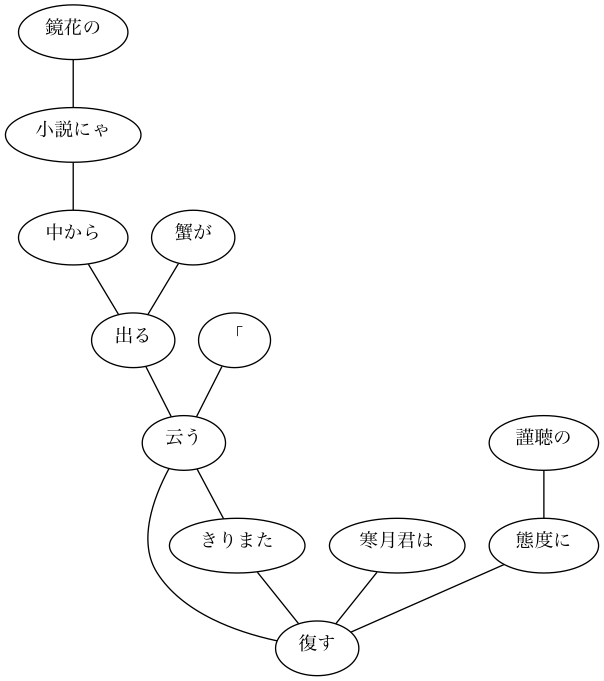 鏡花の
小説にゃ
中から
蟹が
出る
「
云う
謹聴の
きりまた
寒月君は
態度に
復す